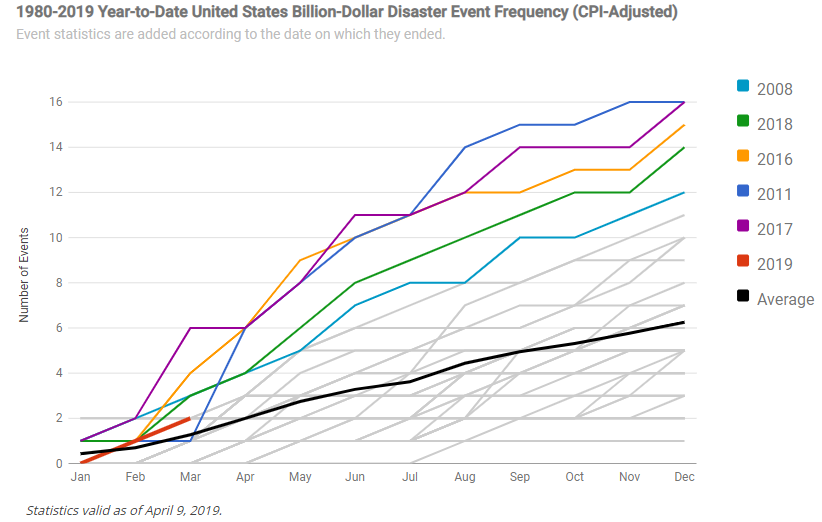 1980-2019 Year-to-Date United States Billion-Dollar Disaster Event Frequency (CPI-Adjusted)
Event statistics are added according to the date on which they ended.
Number of Events
16
14
12
10
8
6
4
2
0
Jan Feb Mar Apr May Jun Jul Aug Sep Oct Nov Dec
2008
2018
2016
2011
2017
2019
Average
Statistics valid as of April 9, 2019.